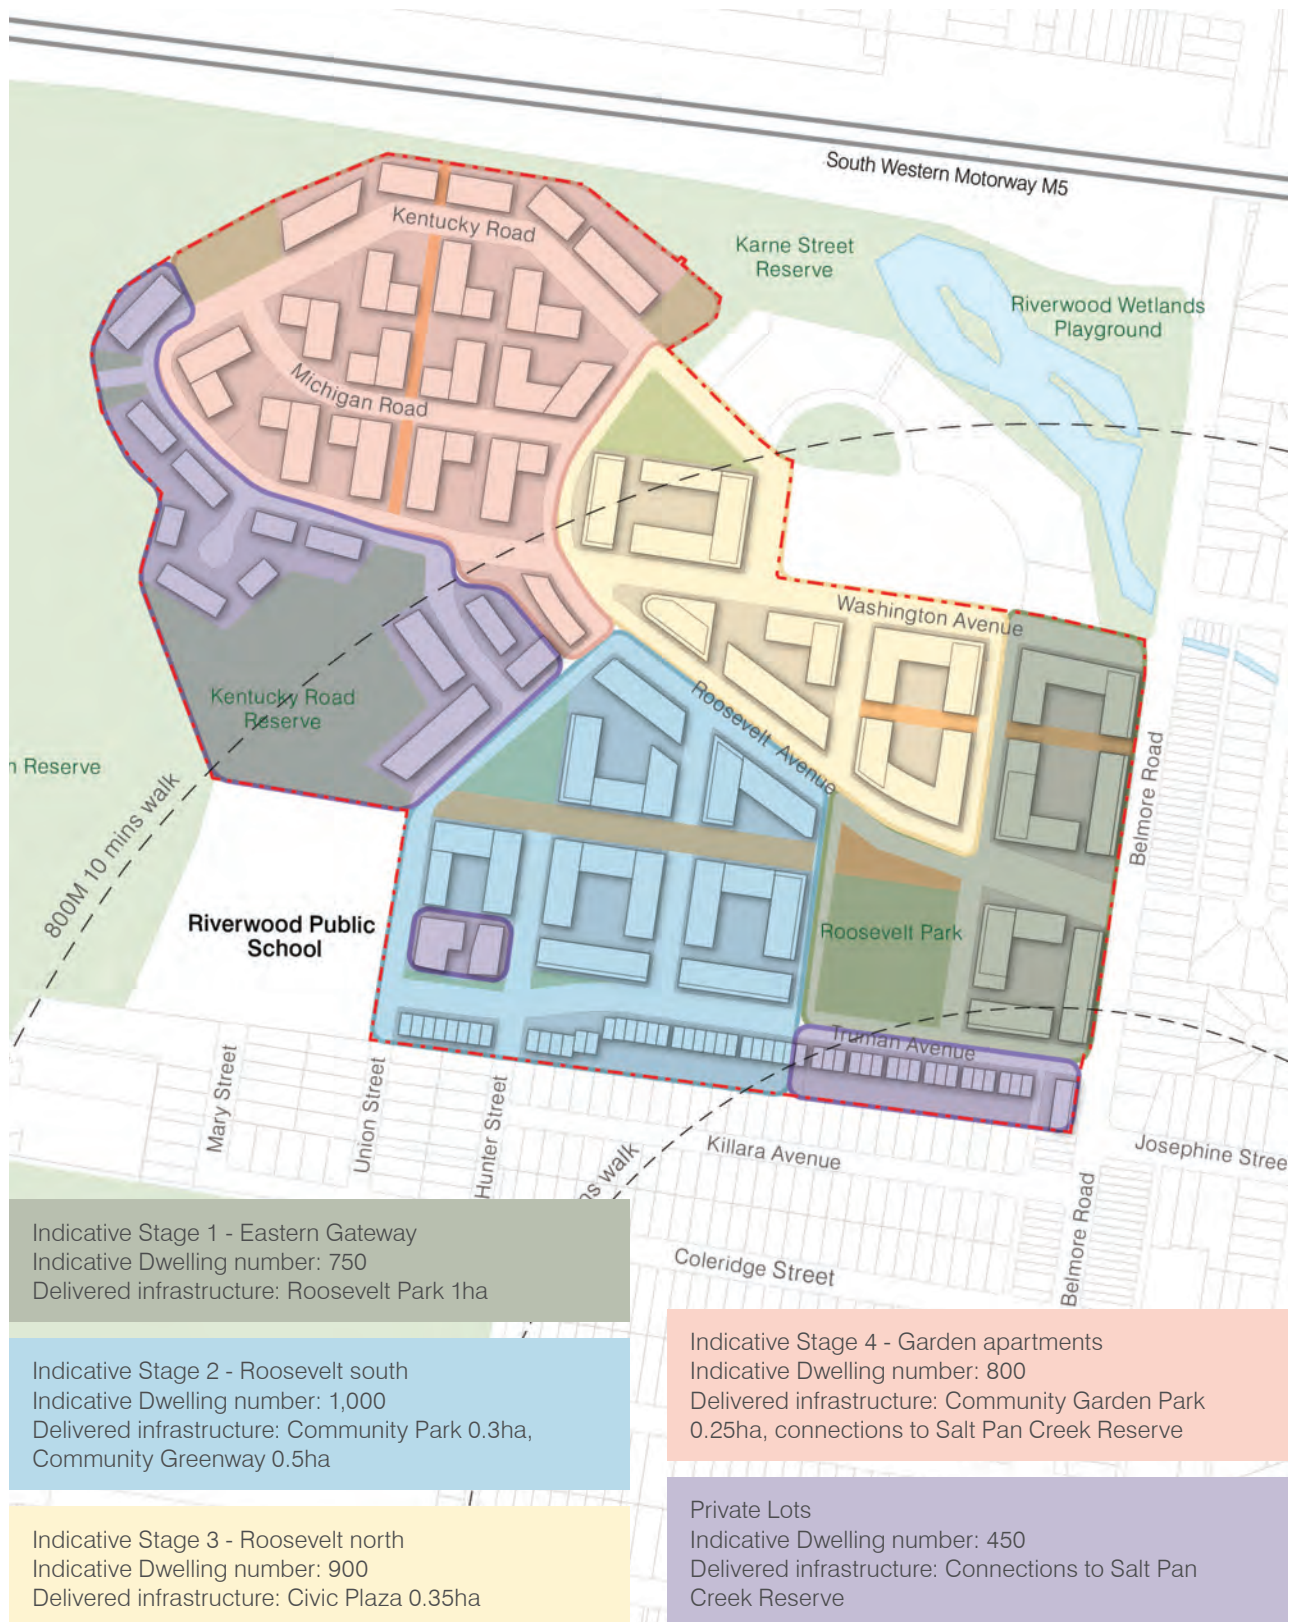 South Western Motorway M5
Kentucky Road
Karne Street
Reserve
Riverwood Wetlands
Playground
Michigan Road
Washington Avenue
Kentucky Road
Reserve
Roosevelt Avenue
n Reserve
800M 10 mins walk
Belmore Road
Riverwood Public
School
Roosevelt Park
Truman Avenue
Mary Street
Union Street
Hunter Street
ns walk
Killara Avenue
Josephine Stree
Coleridge Street
Belmore Road
Indicative Stage 1 - Eastern Gateway
Indicative Dwelling number: 750
Delivered infrastructure: Roosevelt Park 1ha
Indicative Stage 2 - Roosevelt south
Indicative Dwelling number: 1,000
Delivered infrastructure: Community Park 0.3ha,
Community Greenway 0.5ha
Indicative Stage 3 - Roosevelt north
Indicative Dwelling number: 900
Delivered infrastructure: Civic Plaza 0.35ha
Indicative Stage 4 - Garden apartments
Indicative Dwelling number: 800
Delivered infrastructure: Community Garden Park
0.25ha, connections to Salt Pan Creek Reserve
Private Lots
Indicative Dwelling number: 450
Delivered infrastructure: Connections to Salt Pan
Creek Reserve